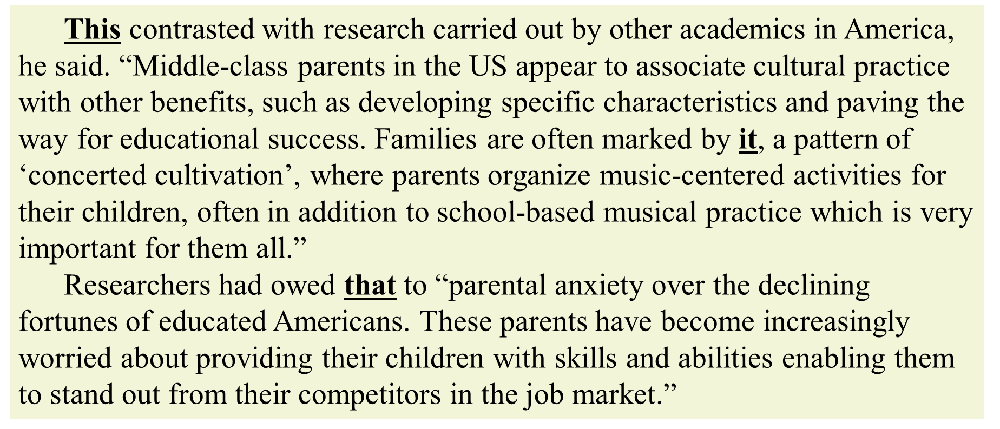 This contrasted with research carried out by other academics in America,
he said. “Middle-class parents in the US appear to associate cultural practice
with other benefits, such as developing specific characteristics and paving the
way for educational success. Families are often marked by it, a pattern of
‘concerted cultivation’, where parents organize music-centered activities for
their children, often in addition to school-based musical practice which is very
important for them all.”
Researchers had owed that to “parental anxiety over the declining
fortunes of educated Americans. These parents have become increasingly
worried about providing their children with skills and abilities enabling them
to stand out from their competitors in the job market.”